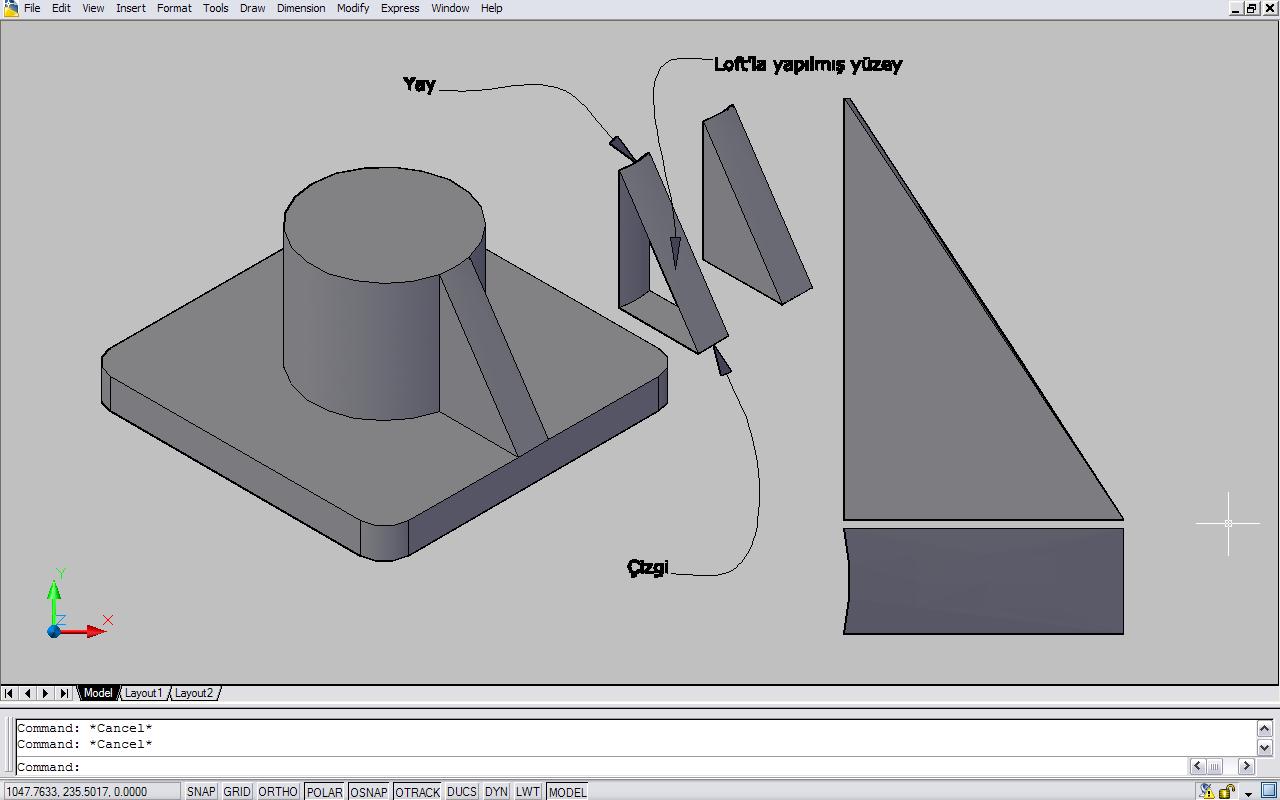 File Edit View Insert Format Tools Draw Dimension Modify Express Window Help
Loft'la yapılmış yüzey
Yay
Çizgi
Y
Z
X
Model Layout1 Layout2
Command: *Cancel*
Command: *Cancel*
Command:
1047.7633, 235.5017, 0.0000 SNAP GRID ORTHO POLAR OSNAP OTRACK DUCS DYN LWT MODEL